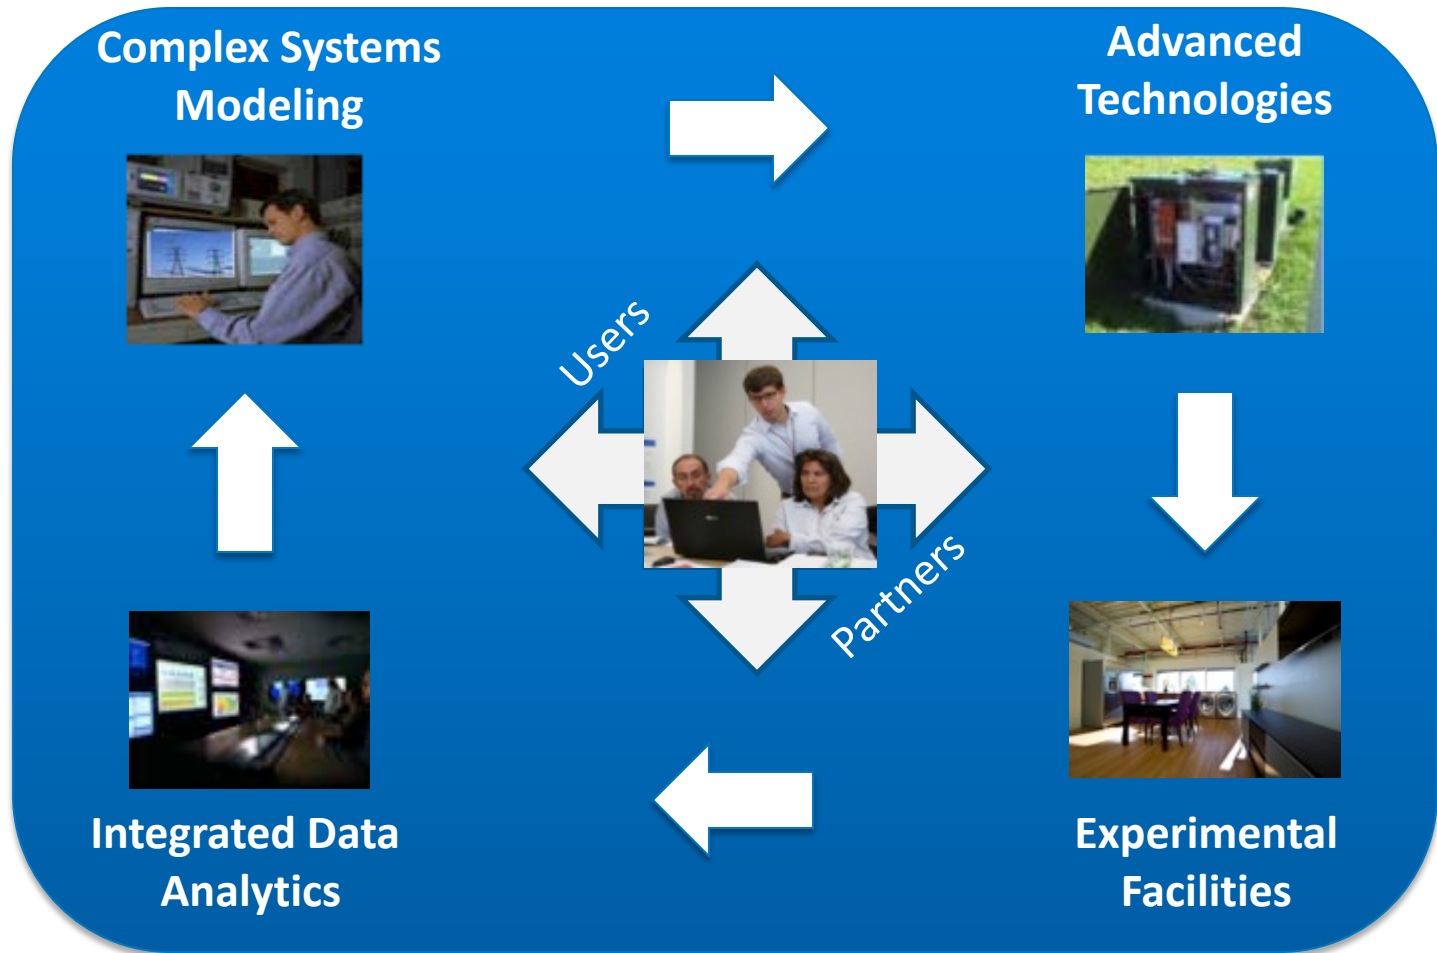 Complex Systems
Modeling
Advanced
Technologies
Users
Partners
Integrated Data
Analytics
Experimental
Facilities